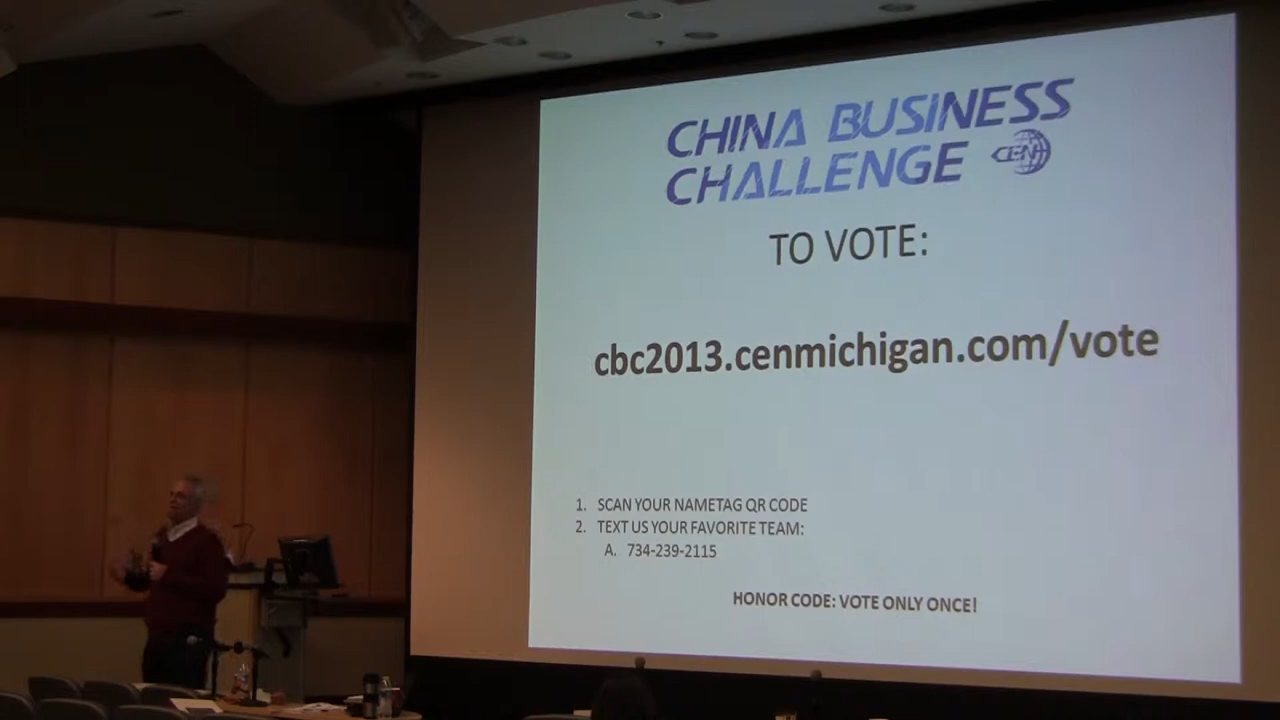 CHINA BUSINESS
CHALLENGE CEN
TO VOTE:
cbc2013.cenmichigan.com/vote
1. SCAN YOUR NAMETAG QR CODE
2. TEXT US YOUR FAVORITE TEAM:
A. 734-239-2115
HONOR CODE: VOTE ONLY ONCE!